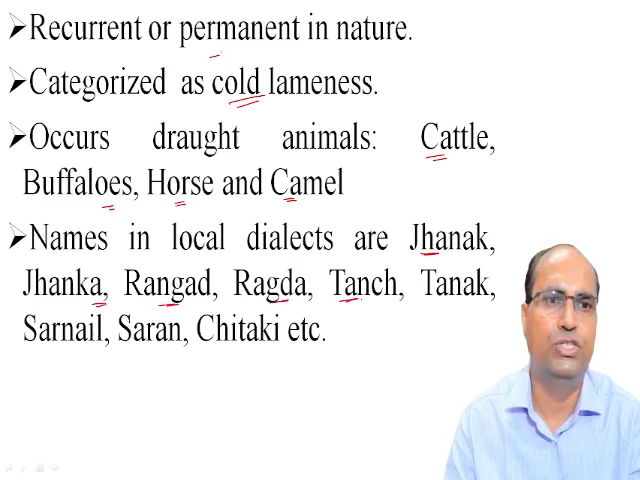 ➢Recurrent or permanent in nature.
➢Categorized as cold lameness.
➢Occurs draught animals: Cattle,
Buffaloes, Horse and Camel
➢Names in local dialects are Jhanak,
Jhanka, Rangad, Ragda, Tanch, Tanak,
Sarnail, Saran, Chitaki etc.